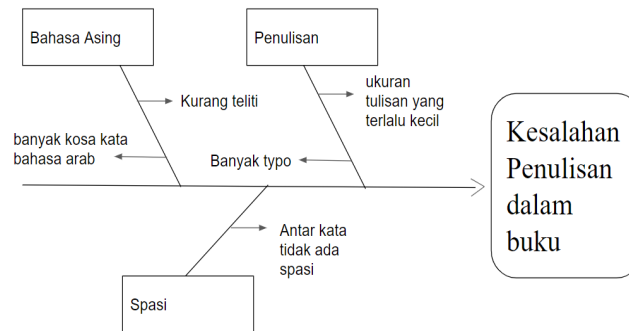 Bahasa Asing
Penulisan
Kurang teliti
ukuran
tulisan yang
terlalu kecil
banyak kosa kata
bahasa arab
Banyak typo
Kesalahan
Penulisan
dalam
buku
Antar kata
tidak ada
spasi
Spasi